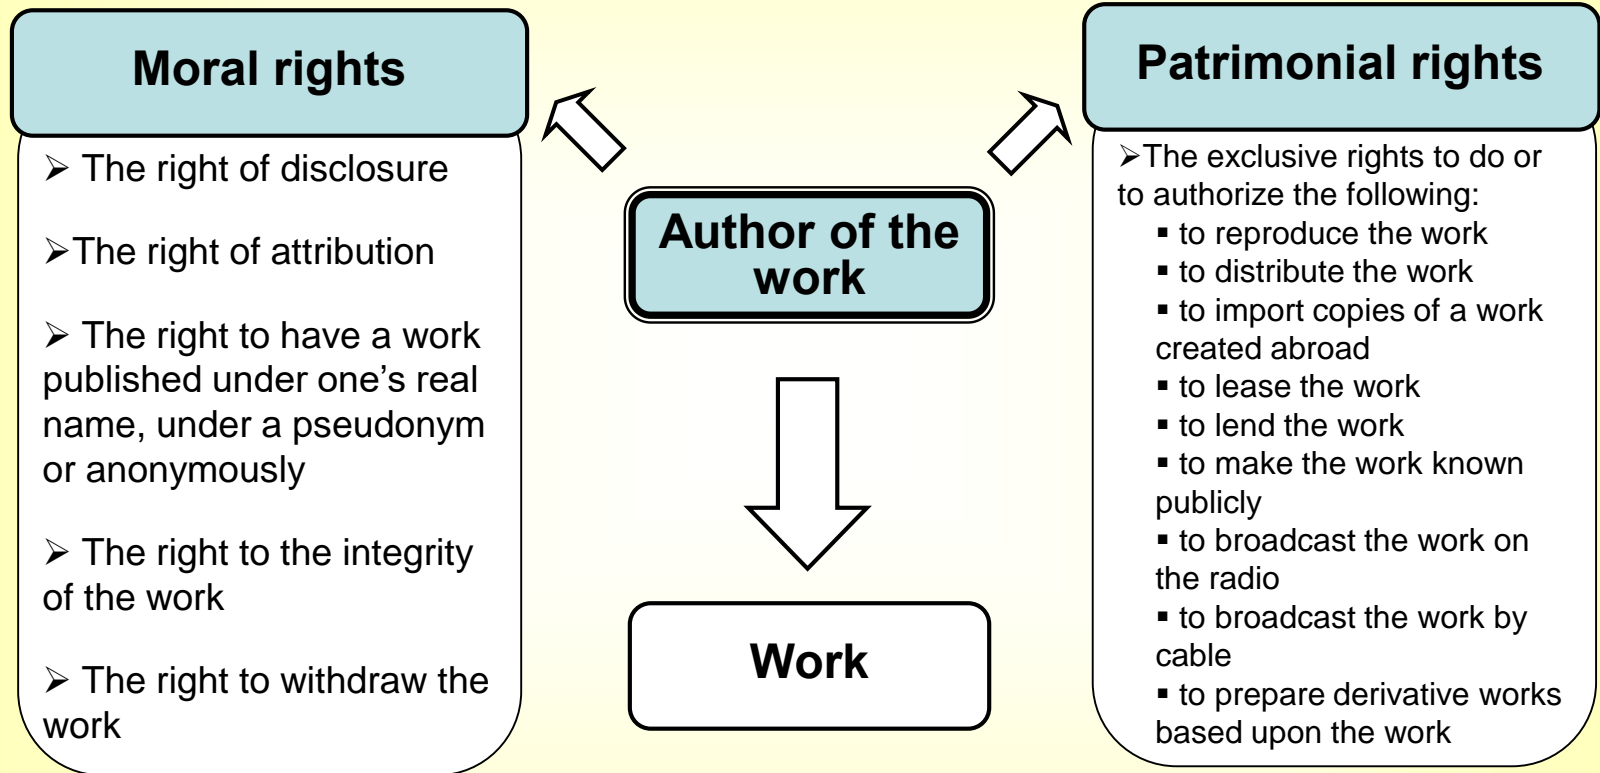 Moral rights
➢ The right of disclosure
➢The right of attribution
➢ The right to have a work
published under one’s real
name, under a pseudonym
or anonymously
➢ The right to the integrity
of the work
➢ The right to withdraw the
work
Author of the
work
Work
Patrimonial rights
➢The exclusive rights to do or
to authorize the following:
▪ to reproduce the work
▪ to distribute the work
▪ to import copies of a work
created abroad
▪ to lease the work
▪ to lend the work
▪ to make the work known
publicly
▪ to broadcast the work on
the radio
▪ to broadcast the work by
cable
▪ to prepare derivative works
based upon the work